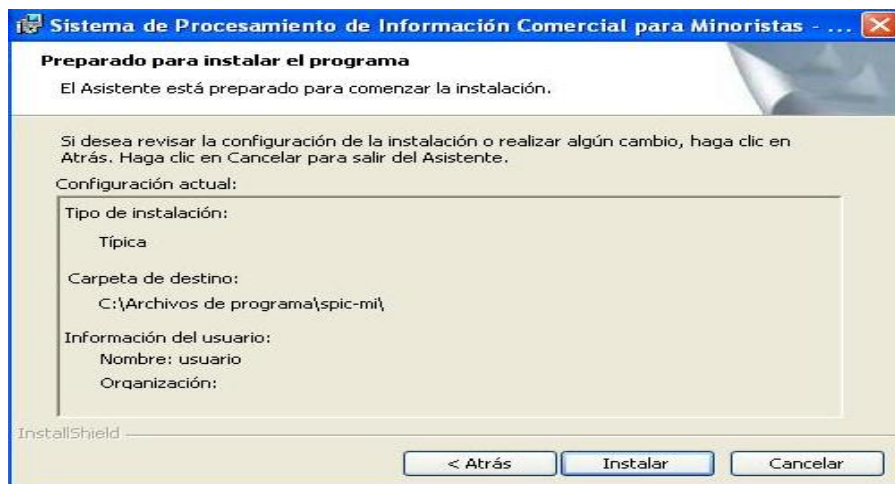 Sistema de Procesamiento de Información Comercial para Minoristas - ...
Preparado para instalar el programa
El Asistente está preparado para comenzar la instalación.
Si desea revisar la configuración de la instalación o realizar algún cambio, haga clic en
Atrás. Haga clic en Cancelar para salir del Asistente.
Configuración actual:
Tipo de instalación:
Típica
Carpeta de destino:
C:\Archivos de programa\spic-mi\
Información del usuario:
Nombre: usuario
Organización:
InstallShield
< Atrás Instalar Cancelar